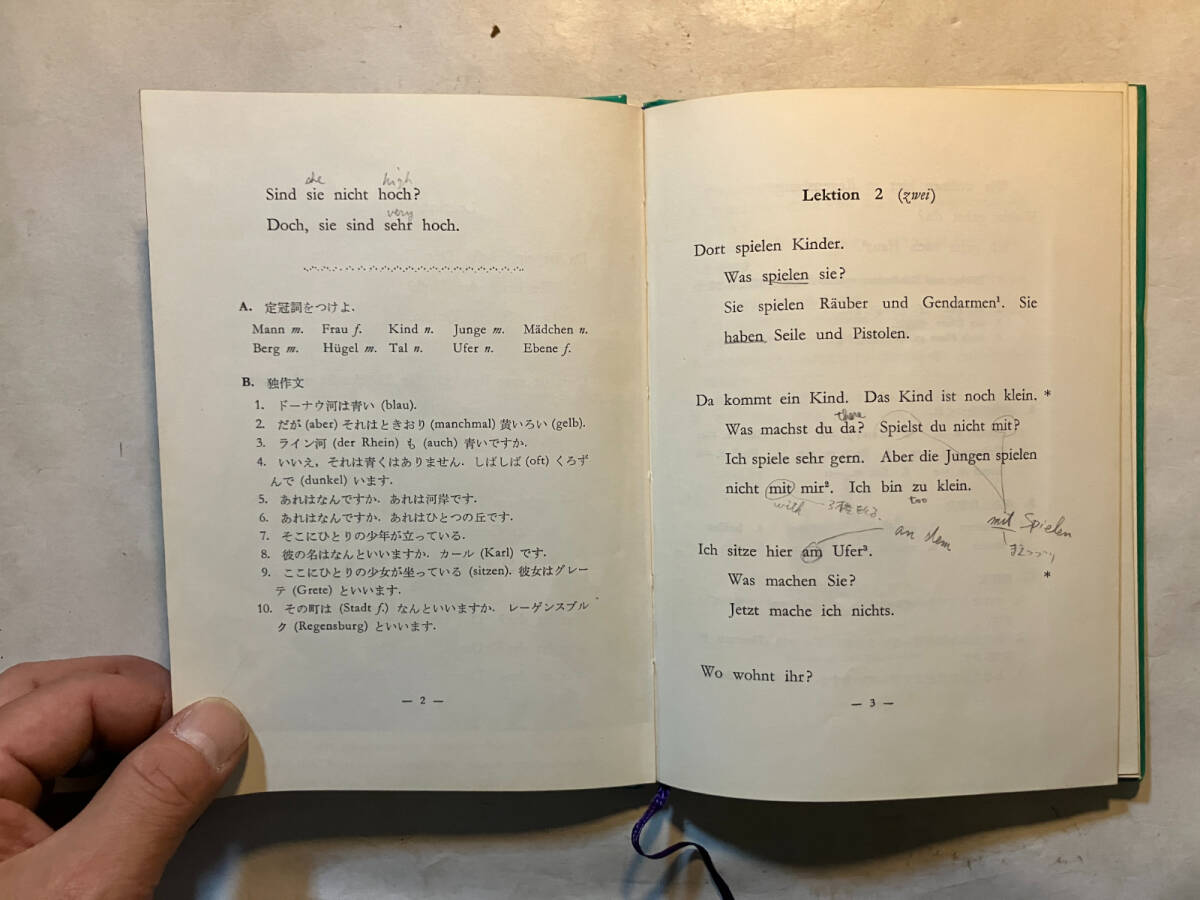 she high
Sind sie nicht hoch?
very
Doch, sie sind sehr hoch.
A. 定冠詞をつけよ.
Mann m. Frau f. Kind n. Junge m. Mädchen n.
Berg m. Hügel m. Tal n. Ufer n. Ebene f.
B. 独作文
1. ドーナウ河は青い (blau).
2. だが (aber) それはときおり (manchmal)黄いろい (gelb).
3. ライン河 (der Rhein) も (auch) 青いですか.
4. いいえ, それは青くはありません. しばしば (oft) くろず
んで (dunkel) います.
5. あれはなんですか. あれは河岸です.
6. あれはなんですか. あれはひとつの丘です.
7. そこにひとりの少年が立っている.
8. 彼の名はなんといいますか. カール (Karl) です.
9. ここにひとりの少女が坐っている (sitzen). 彼女はグレー
テ (Grete) といいます.
10. その町は (Stadt f.) なんといいますか. レーゲンスブル
ク (Regensburg) といいます.
— 2 —
Lektion 2 (zwei)
Dort spielen Kinder.
Was spielen sie?
Sie spielen Räuber und Gendarmen¹. Sie
haben Seile und Pistolen.
Da kommt ein Kind. Das Kind ist noch klein. *
there
Was machst du da? Spielst du nicht mit?
Ich spiele sehr gern. Aber die Jungen spielen
nicht mit mir². Ich bin zu klein.
with too
mit Spielen
an dem
Ich sitze hier am Ufer³.
Was machen Sie? *
Jetzt mache ich nichts.
Wo wohnt ihr?
— 3 —